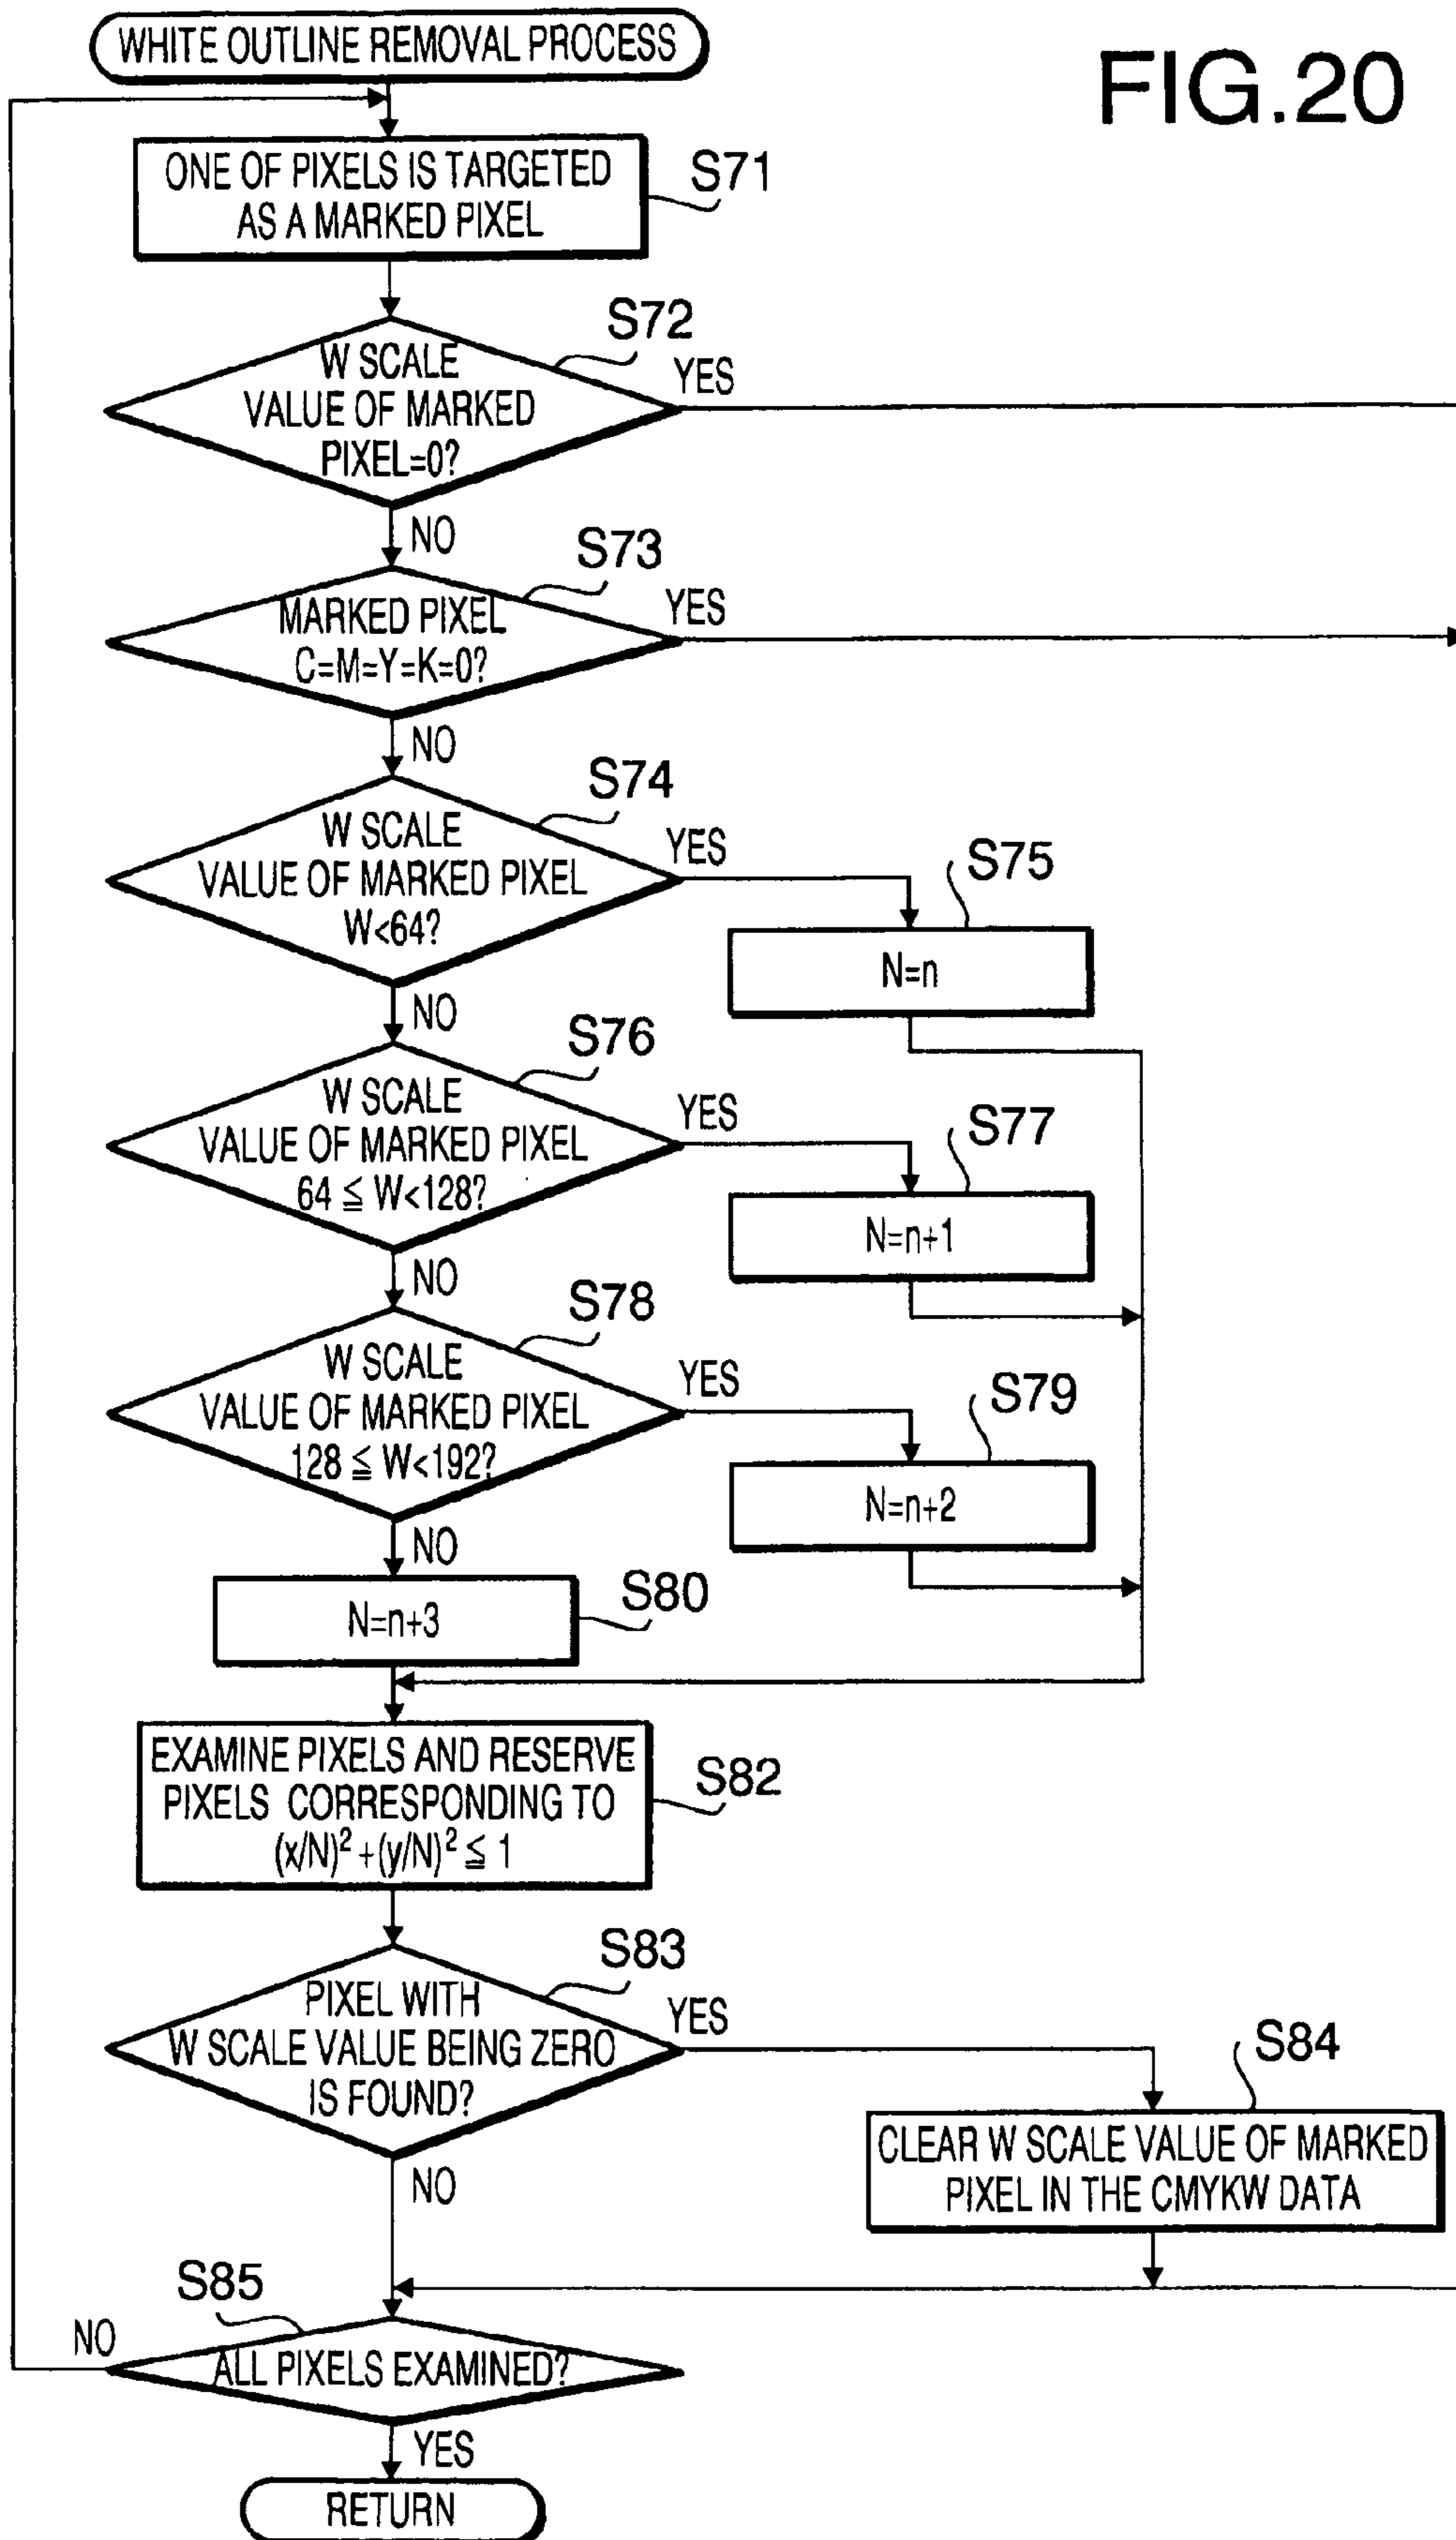 WHITE OUTLINE REMOVAL PROCESS
FIG.20
ONE OF PIXELS IS TARGETED
AS A MARKED PIXEL
S71
S72
W SCALE
VALUE OF MARKED
PIXEL=0?
YES
NO
S73
MARKED PIXEL
C=M=Y=K=0?
YES
NO
S74
W SCALE
VALUE OF MARKED PIXEL
W<64?
YES
S75
N=n
NO
S76
W SCALE
VALUE OF MARKED PIXEL
64 ≦ W<128?
YES
S77
N=n+1
NO
S78
W SCALE
VALUE OF MARKED PIXEL
128 ≦ W<192?
YES
S79
N=n+2
NO
S80
N=n+3
EXAMINE PIXELS AND RESERVE
PIXELS CORRESPONDING TO
(x/N)² +(y/N)² ≦ 1
S82
S83
PIXEL WITH
W SCALE VALUE BEING ZERO
IS FOUND?
YES
S84
CLEAR W SCALE VALUE OF MARKED
PIXEL IN THE CMYKW DATA
NO
S85
NO
ALL PIXELS EXAMINED?
YES
RETURN